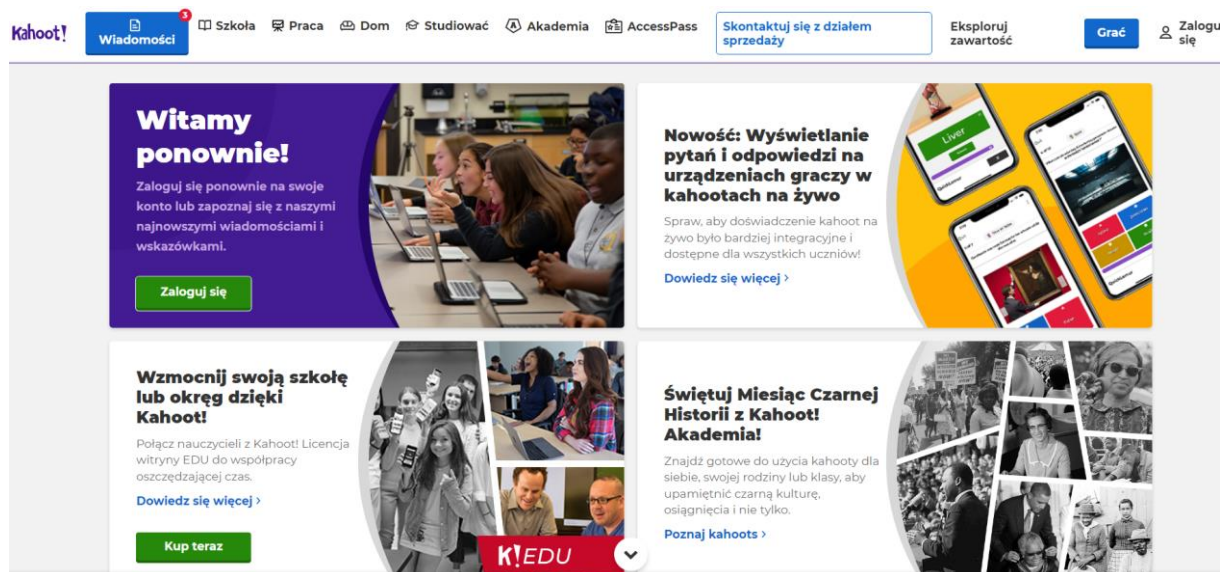 Kahoot!
3
Wiadomości
Szkoła
Praca
Dom
Studiować
Akademia
AccessPass
Skontaktuj się z działem
sprzedaży
Eksploruj
zawartość
Grać
Zalogu
się
Witamy
ponownie!
Zaloguj się ponownie na swoje
konto lub zapoznaj się z naszymi
najnowszymi wiadomościami i
wskazówkami.
Zaloguj się
Nowość: Wyświetlanie
pytań i odpowiedzi na
urządzeniach graczy w
kahootach na żywo
Spraw, aby doświadczenie kahoot na
żywo było bardziej integracyjne i
dostępne dla wszystkich uczniów!
Dowiedz się więcej ›
Liver
Wzmocnij swoją szkołę
lub okręg dzięki
Kahoot!
Połącz nauczycieli z Kahoot! Licencja
witryny EDU do współpracy
oszczędzającej czas.
Dowiedz się więcej ›
Kup teraz
K!EDU
Świętuj Miesiąc Czarnej
Historii z Kahoot!
Akademia!
Znajdź gotowe do użycia kahooty dla
siebie, swojej rodziny lub klasy, aby
upamiętnić czarną kulturę,
osiągnięcia i nie tylko.
Poznaj kahoots ›